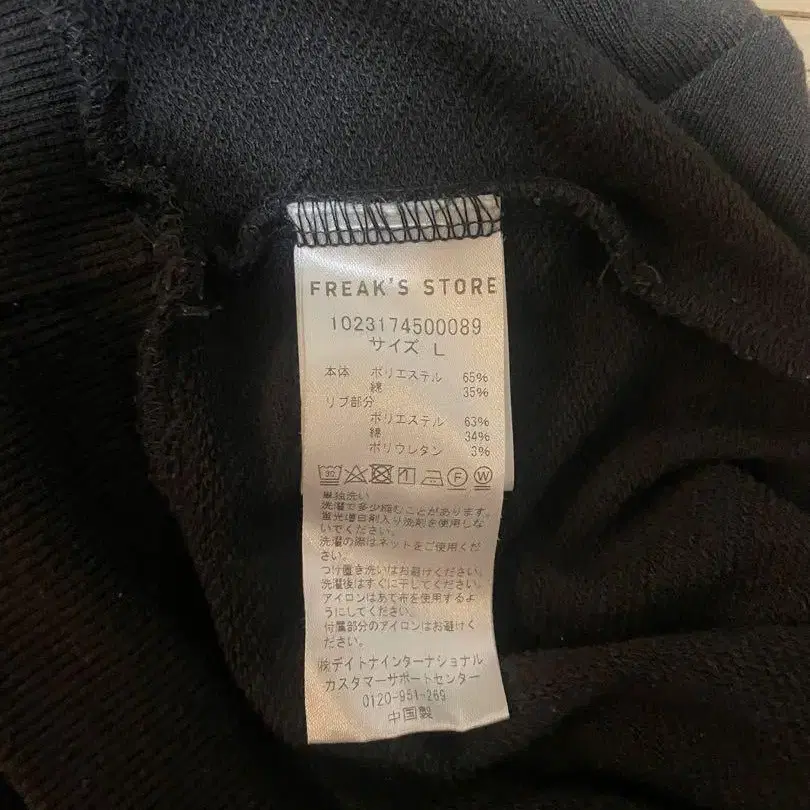 FREAK'S STORE
1023174500089
サイズ L
本体 ポリエステル 65%
綿 35%
リブ部分
ポリエステル 63%
綿 34%
ポリウレタン 3%
30 F W
単独洗い
洗濯で多少縮むことがあります。
蛍光増白剤入り洗剤を使用しな
いでください。
洗濯の際はネットをご使用くだ
さい。
つけ置き洗いはお避けください。
洗濯後はすぐに干してください。
アイロンはあて布を使用するよ
うにしてください。
付属部分のアイロンはお避けく
ださい。
㈱デイトナインターナショナル
カスタマーサポートセンター
0120-951-269
中国製